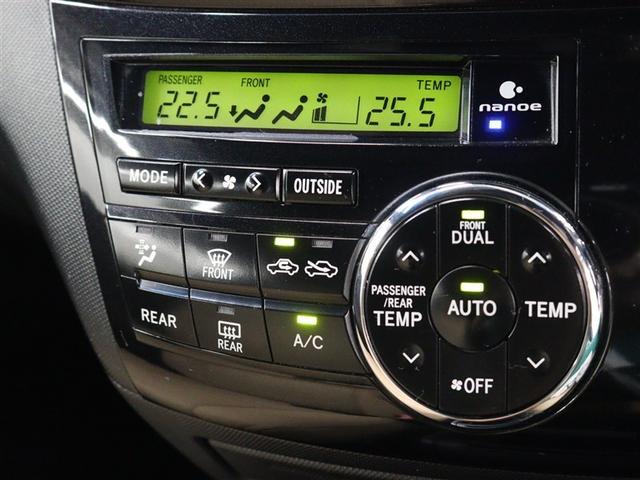 PASSENGER FRONT TEMP
22.5 25.5
nanoe
MODE OUTSIDE
FRONT
DUAL
FRONT
PASSENGER
/REAR
TEMP
AUTO
TEMP
REAR
REAR
A/C
OFF